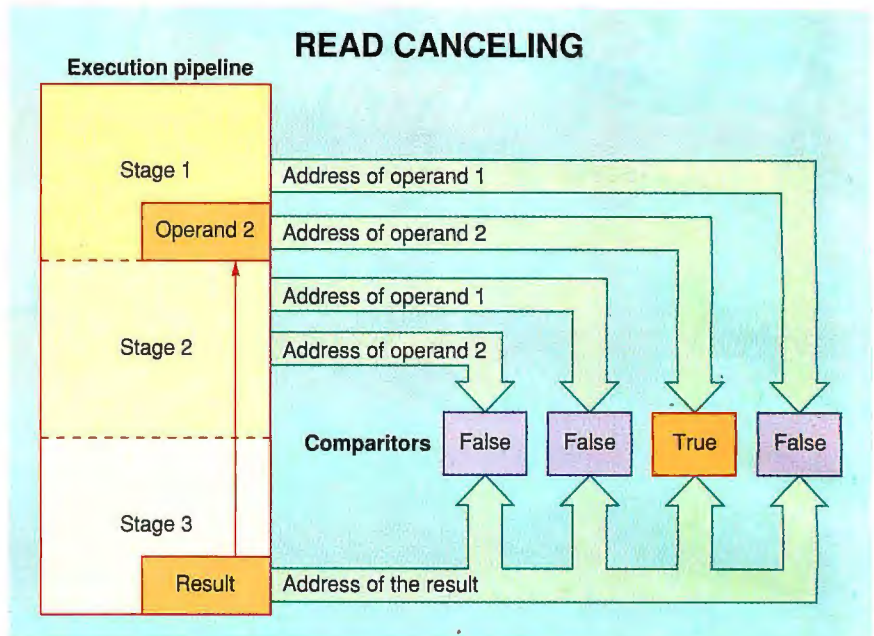 READ CANCELING
Execution pipeline
Stage 1
Address of operand 1
Operand 2
Address of operand 2
Address of operand 1
Stage 2
Address of operand 2
Comparitors
False
False
True
False
Stage 3
Result
Address of the result